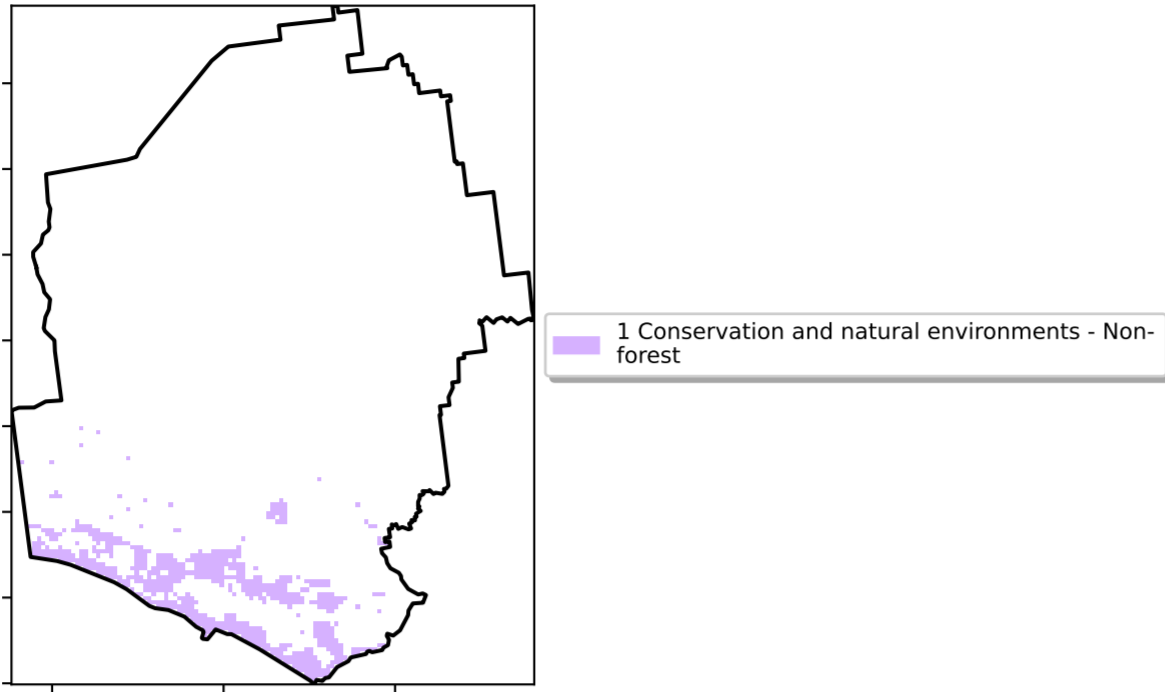 1 Conservation and natural environments - Non-
forest